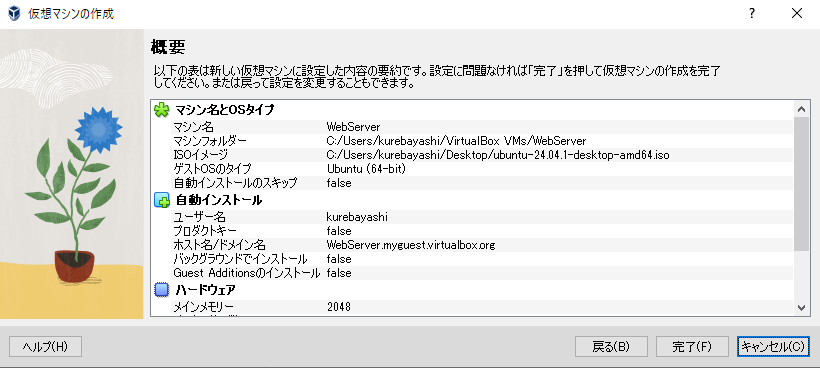 仮想マシンの作成
概要
以下の表は新しい仮想マシンに設定した内容の要約です。設定に問題なければ「完了」を押して仮想マシンの作成を完了
してください。または戻って設定を変更することもできます。
マシン名とOSタイプ
マシン名 WebServer
マシンフォルダー C:/Users/kurebayashi/VirtualBox VMs/WebServer
ISOイメージ C:/Users/kurebayashi/Desktop/ubuntu-24.04.1-desktop-amd64.iso
ゲストOSのタイプ Ubuntu (64-bit)
自動インストールのスキップ false
自動インストール
ユーザー名 kurebayashi
プロダクトキー false
ホスト名/ドメイン名 WebServer.myguest.virtualbox.org
バックグラウンドでインストール false
Guest Additionsのインストール false
ハードウェア
メインメモリー 2048
ヘルプ(H) 戻る(B) 完了(F) キャンセル(C)